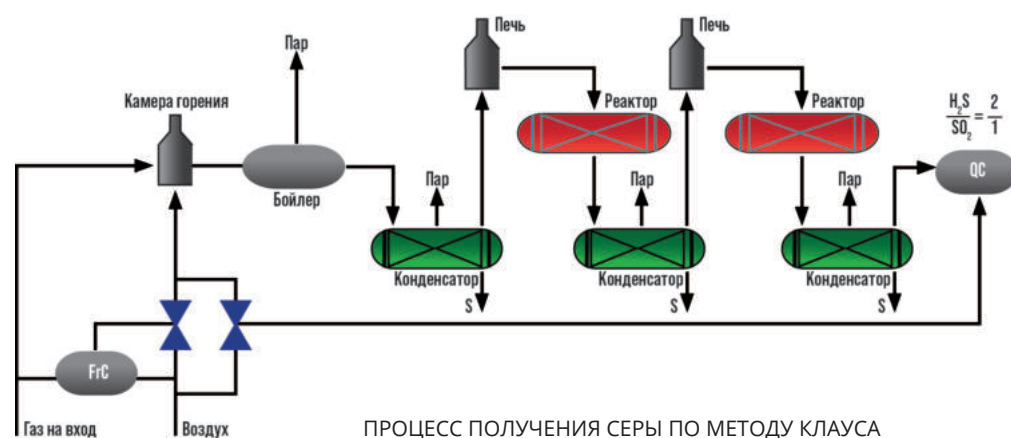 Печь
Печь
Пар
Камера горения
Реактор
Реактор
H₂S
SO₂
=
2
1
Бойлер
Пар
Пар
Пар
QC
Конденсатор
Конденсатор
Конденсатор
S
S
S
FrC
Газ на вход
Воздух
ПРОЦЕСС ПОЛУЧЕНИЯ СЕРЫ ПО МЕТОДУ КЛАУСА